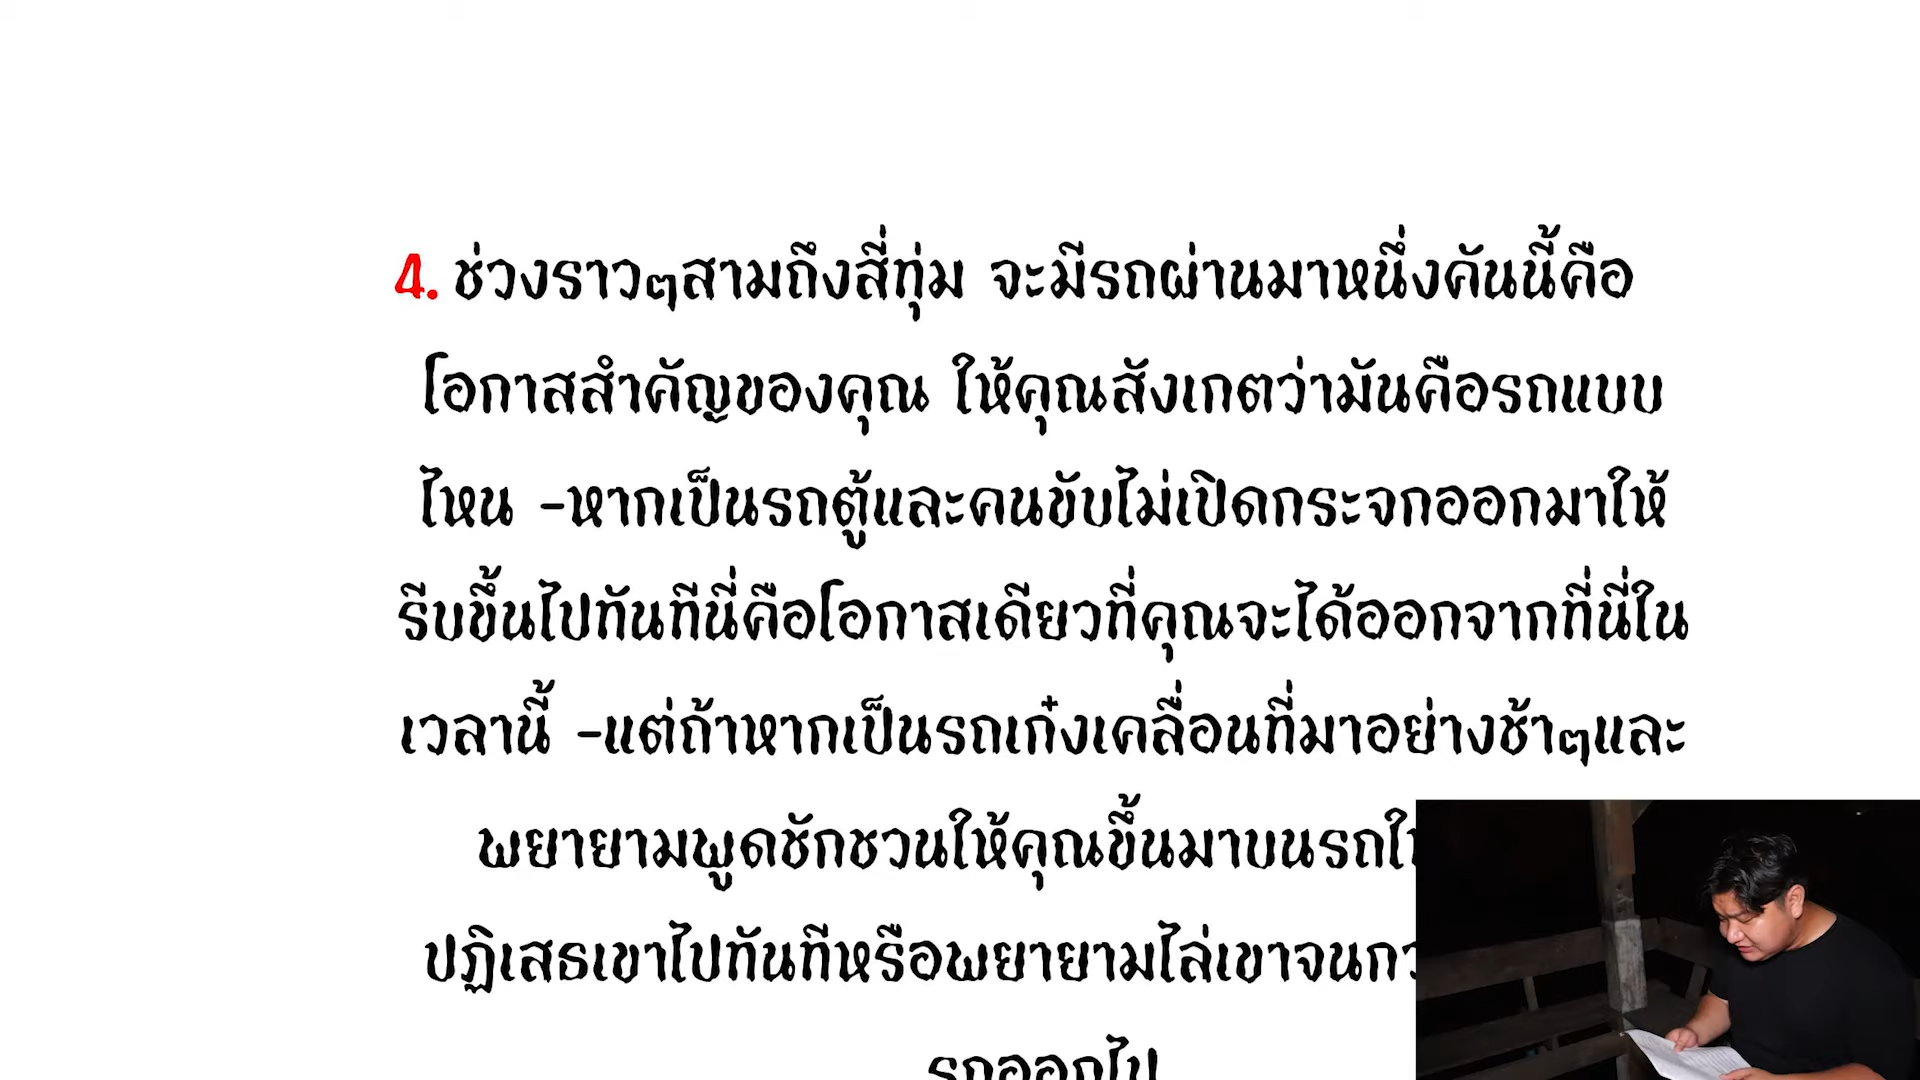 4. ช่วงราวๆสามถึงสี่ทุ่ม จะมีรถผ่านมาหนึ่งคันนี้คือ
โอกาสสำคัญของคุณ ให้คุณสังเกตว่ามันคือรถแบบ
ไหน -หากเป็นรถตู้และคนขับไม่เปิดกระจกออกมาให้
รีบขึ้นไปทันทีนี่คือโอกาสเดียวที่คุณจะได้ออกจากที่นี่ใน
เวลานี้ -แต่ถ้าหากเป็นรถเก๋งเคลื่อนที่มาอย่างช้าๆและ
พยายามพูดชักชวนให้คุณขึ้นมาบนรถ
ปฏิเสธเขาไปทันทีหรือพยายามไล่เขาจน
รถออกไป